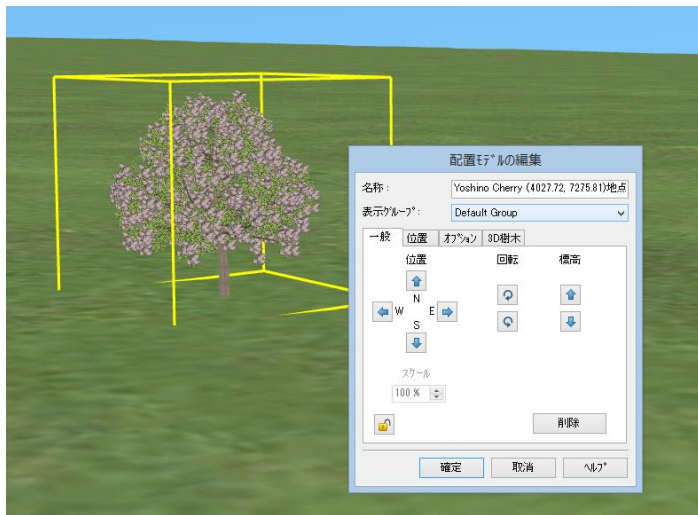 配置ﾓﾃﾞﾙの編集
名称：
Yoshino Cherry (4027.72, 7275.81)地点
表示ｸﾞﾙｰﾌﾟ：
Default Group
一般 位置 ｵﾌﾟｼｮﾝ 3D樹木
位置 回転 標高
N
W E
S
ｽｹｰﾙ
100 %
削除
確定 取消 ﾍﾙﾌﾟ